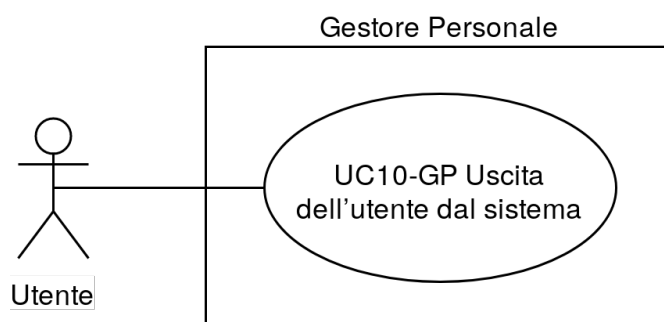 Gestore Personale
UC10-GP Uscita
dell'utente dal sistema
Utente